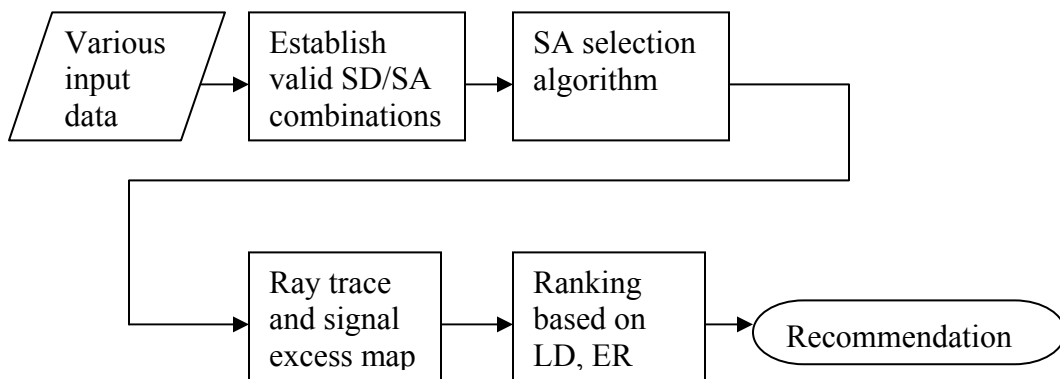 Various
input
data
Establish
valid SD/SA
combinations
SA selection
algorithm
Ray trace
and signal
excess map
Ranking
based on
LD, ER
Recommendation